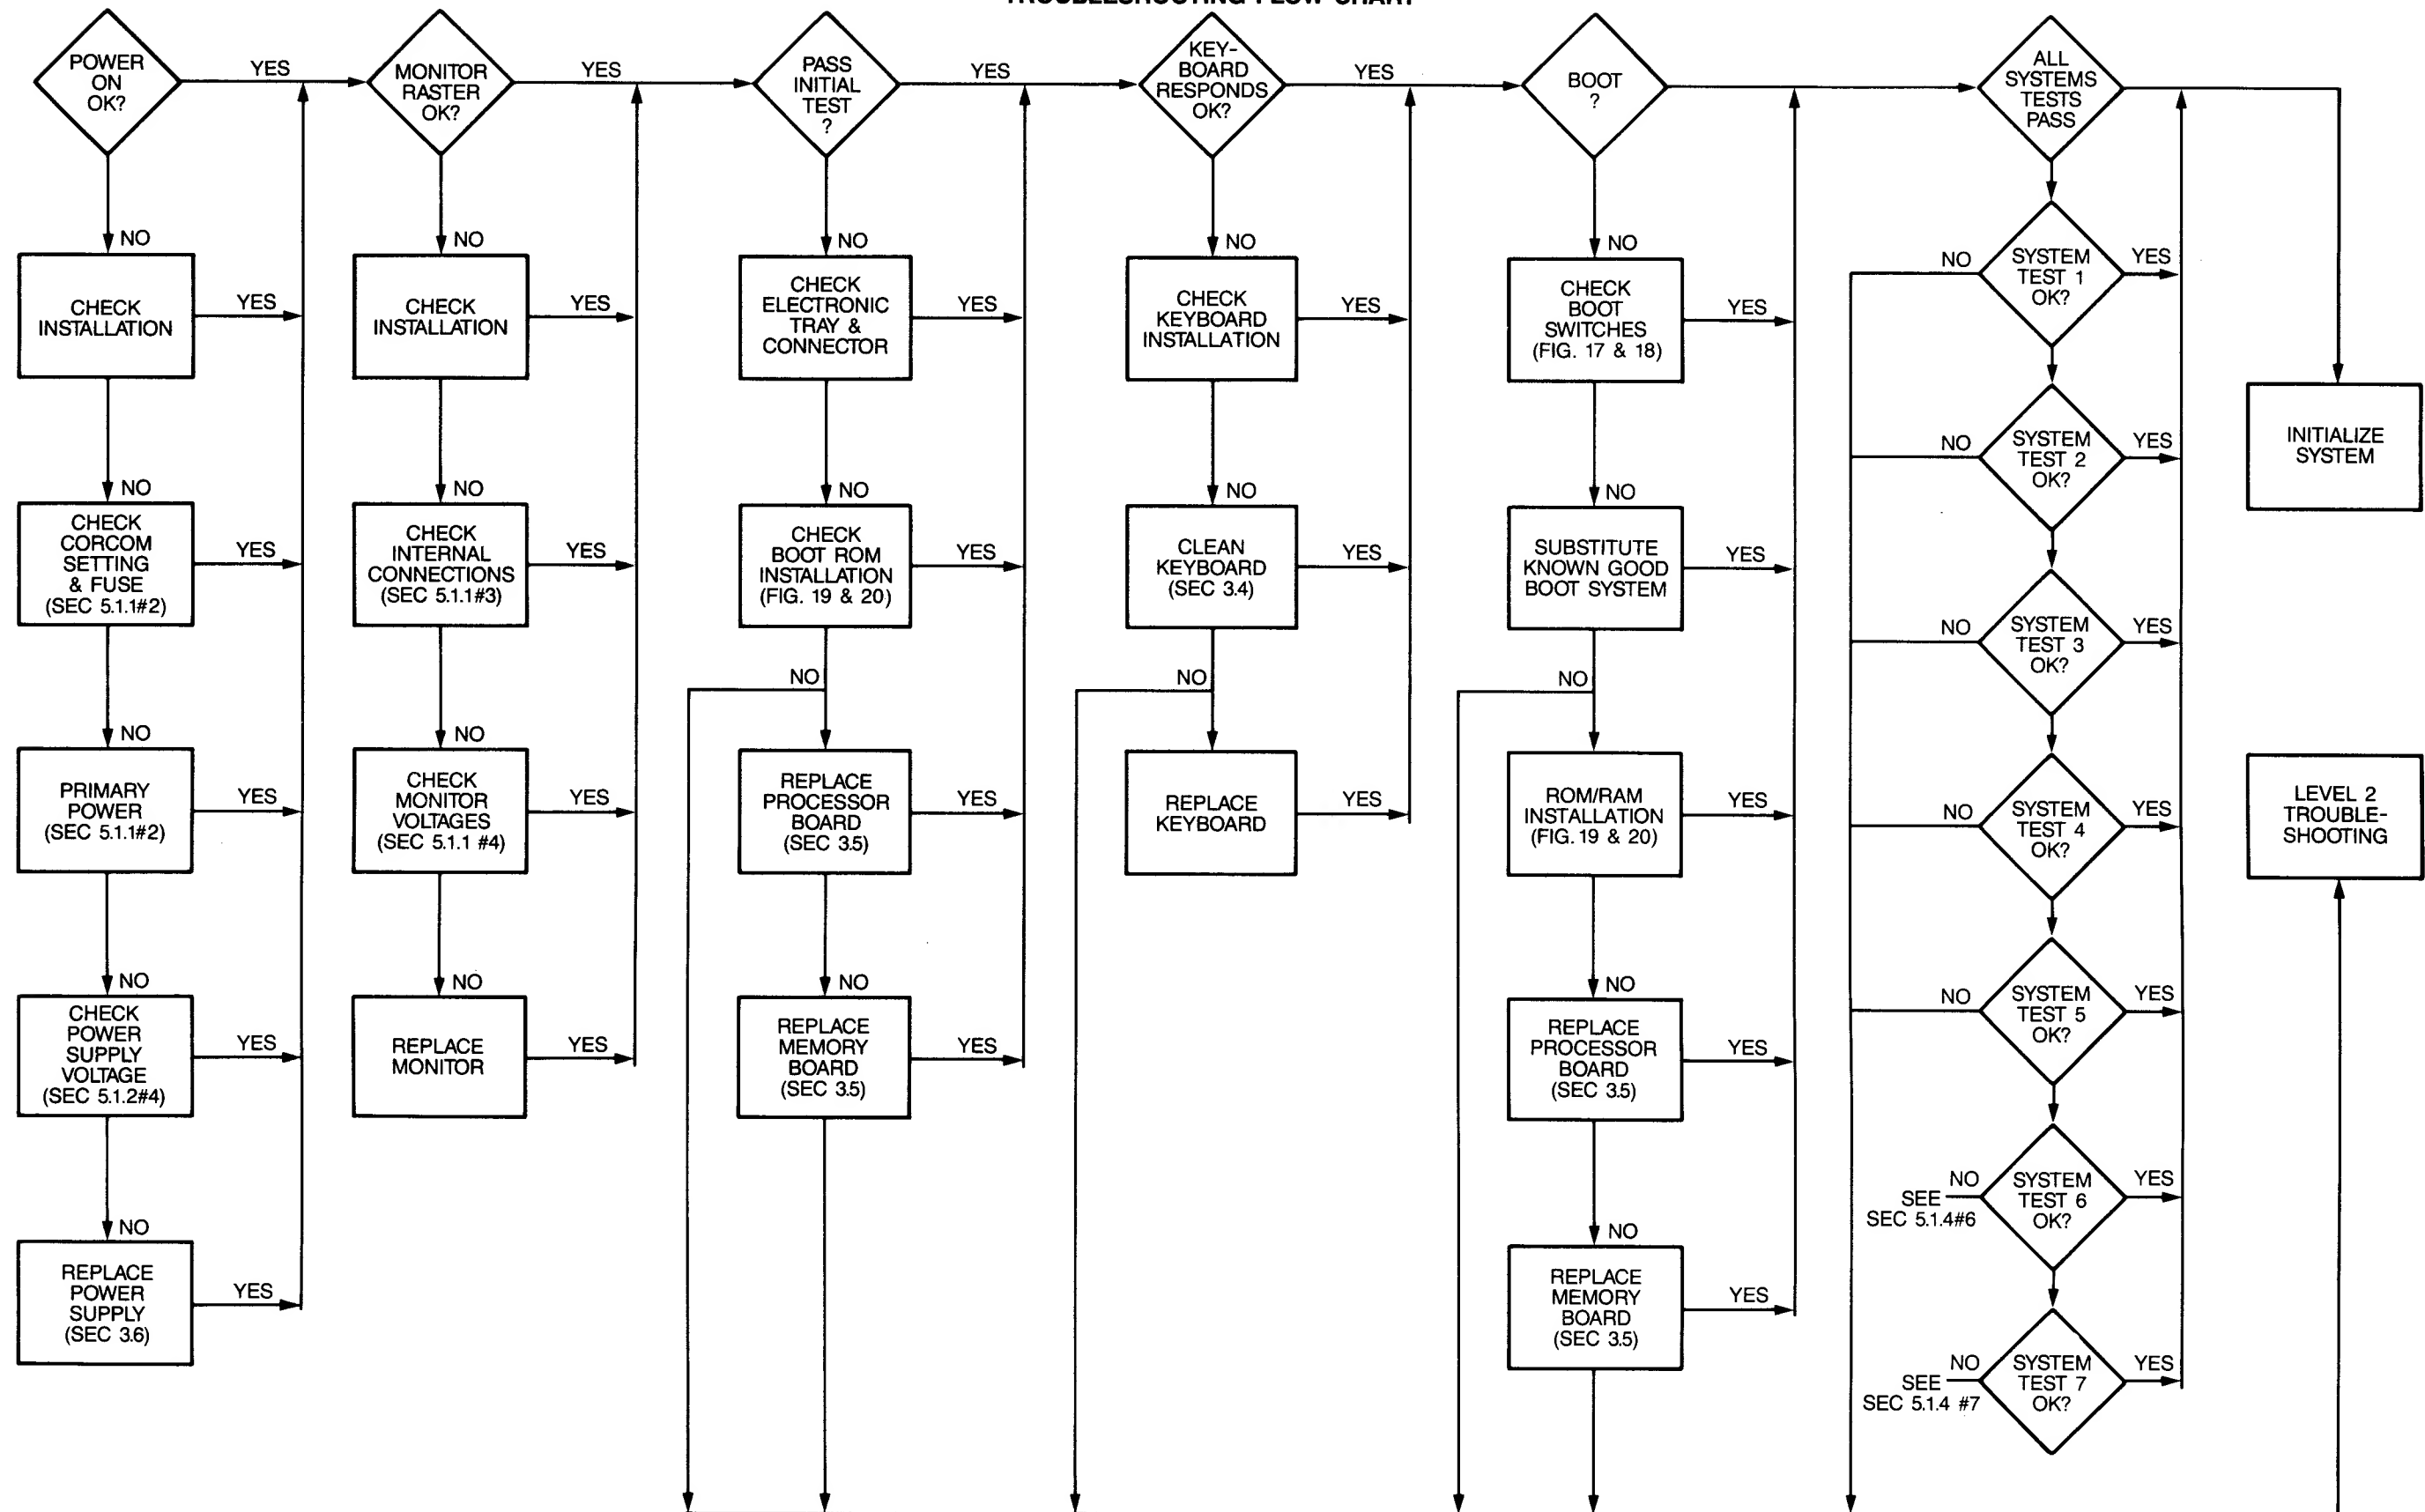 TROUBLESHOOTING FLOW CHART
POWER
ON
OK?
YES
NO
CHECK
INSTALLATION
YES
NO
CHECK
CORCOM
SETTING
& FUSE
(SEC 5.1.1#2)
YES
NO
PRIMARY
POWER
(SEC 5.1.1#2)
YES
NO
CHECK
POWER
SUPPLY
VOLTAGE
(SEC 5.1.2#4)
YES
NO
REPLACE
POWER
SUPPLY
(SEC 3.6)
YES
MONITOR
RASTER
OK?
YES
NO
CHECK
INSTALLATION
YES
NO
CHECK
INTERNAL
CONNECTIONS
(SEC 5.1.1#3)
YES
NO
CHECK
MONITOR
VOLTAGES
(SEC 5.1.1 #4)
YES
NO
REPLACE
MONITOR
YES
PASS
INITIAL
TEST
?
YES
NO
CHECK
ELECTRONIC
TRAY &
CONNECTOR
YES
NO
CHECK
BOOT ROM
INSTALLATION
(FIG. 19 & 20)
YES
NO
REPLACE
PROCESSOR
BOARD
(SEC 3.5)
YES
NO
REPLACE
MEMORY
BOARD
(SEC 3.5)
YES
KEY-
BOARD
RESPONDS
OK?
YES
NO
CHECK
KEYBOARD
INSTALLATION
YES
NO
CLEAN
KEYBOARD
(SEC 3.4)
YES
NO
REPLACE
KEYBOARD
YES
BOOT
?
NO
CHECK
BOOT
SWITCHES
(FIG. 17 & 18)
YES
NO
SUBSTITUTE
KNOWN GOOD
BOOT SYSTEM
YES
NO
ROM/RAM
INSTALLATION
(FIG. 19 & 20)
YES
NO
REPLACE
PROCESSOR
BOARD
(SEC 3.5)
YES
NO
REPLACE
MEMORY
BOARD
(SEC 3.5)
YES
ALL
SYSTEMS
TESTS
PASS
NO
SYSTEM
TEST 1
OK?
YES
NO
SYSTEM
TEST 2
OK?
YES
NO
SYSTEM
TEST 3
OK?
YES
NO
SYSTEM
TEST 4
OK?
YES
NO
SYSTEM
TEST 5
OK?
YES
NO
SEE
SEC 5.1.4#6
SYSTEM
TEST 6
OK?
YES
NO
SEE
SEC 5.1.4 #7
SYSTEM
TEST 7
OK?
YES
INITIALIZE
SYSTEM
LEVEL 2
TROUBLE-
SHOOTING